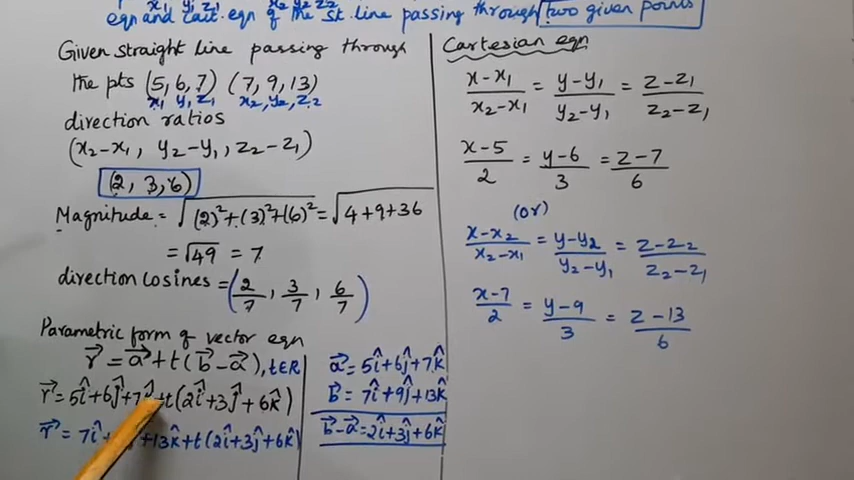 x₁ y₁ z₁ x₂ y₂ z₂
eqn and Cart. eqn of the st. line passing through two given points
Given straight line passing through
the pts (5, 6, 7) (7, 9, 13)
x₁ y₁ z₁ x₂, y₂, z₂
direction ratios
(x₂-x₁, y₂-y₁, z₂-z₁)
(2, 3, 6)
Magnitude = √(2)²+(3)²+(6)² = √4+9+36
= √49 = 7
direction cosines = (2/7, 3/7, 6/7)
Parametric form of vector eqn
r⃗ = a⃗ + t(b⃗ - a⃗), t∈R
r⃗ = 5î+6ĵ+7k̂+t(2î+3ĵ+6k̂)
r⃗ = 7î+ +13k̂+t(2î+3ĵ+6k̂)
a⃗ = 5î+6ĵ+7k̂
b⃗ = 7î+9ĵ+13k̂
b⃗-a⃗ = 2î+3ĵ+6k̂
Cartesian eqn
x-x₁/x₂-x₁ = y-y₁/y₂-y₁ = z-z₁/z₂-z₁
x-5/2 = y-6/3 = z-7/6
(or)
x-x₂/x₂-x₁ = y-y₂/y₂-y₁ = z-z₂/z₂-z₁
x-7/2 = y-9/3 = z-13/6